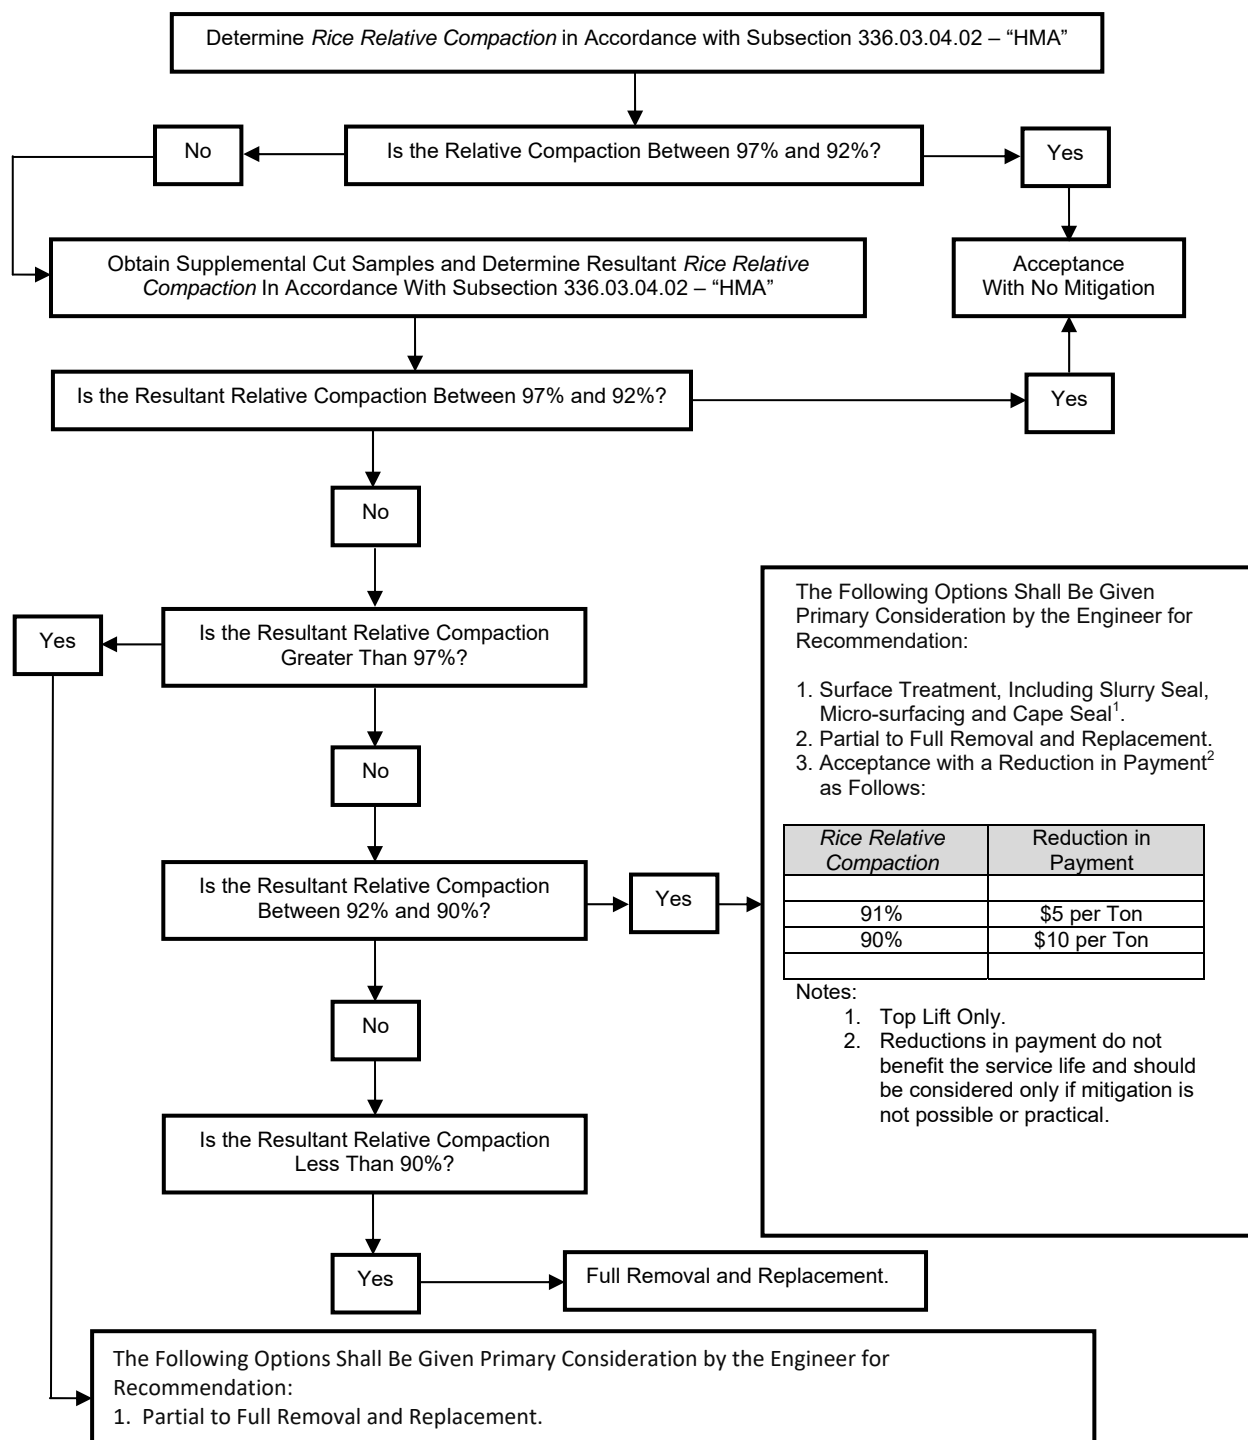 Determine Rice Relative Compaction in Accordance with Subsection 336.03.04.02 – “HMA”
No
Is the Relative Compaction Between 97% and 92%?
Yes
Obtain Supplemental Cut Samples and Determine Resultant Rice Relative
Compaction In Accordance With Subsection 336.03.04.02 – “HMA”
Acceptance
With No Mitigation
Is the Resultant Relative Compaction Between 97% and 92%?
Yes
No
Yes
Is the Resultant Relative Compaction
Greater Than 97%?
No
Is the Resultant Relative Compaction
Between 92% and 90%?
Yes
The Following Options Shall Be Given
Primary Consideration by the Engineer for
Recommendation:
1. Surface Treatment, Including Slurry Seal,
Micro-surfacing and Cape Seal1.
2. Partial to Full Removal and Replacement.
3. Acceptance with a Reduction in Payment2
as Follows:
Rice Relative
Compaction
Reduction in
Payment
91% $5 per Ton
90% $10 per Ton
Notes:
1. Top Lift Only.
2. Reductions in payment do not
benefit the service life and should
be considered only if mitigation is
not possible or practical.
No
Is the Resultant Relative Compaction
Less Than 90%?
Yes
Full Removal and Replacement.
The Following Options Shall Be Given Primary Consideration by the Engineer for
Recommendation:
1. Partial to Full Removal and Replacement.